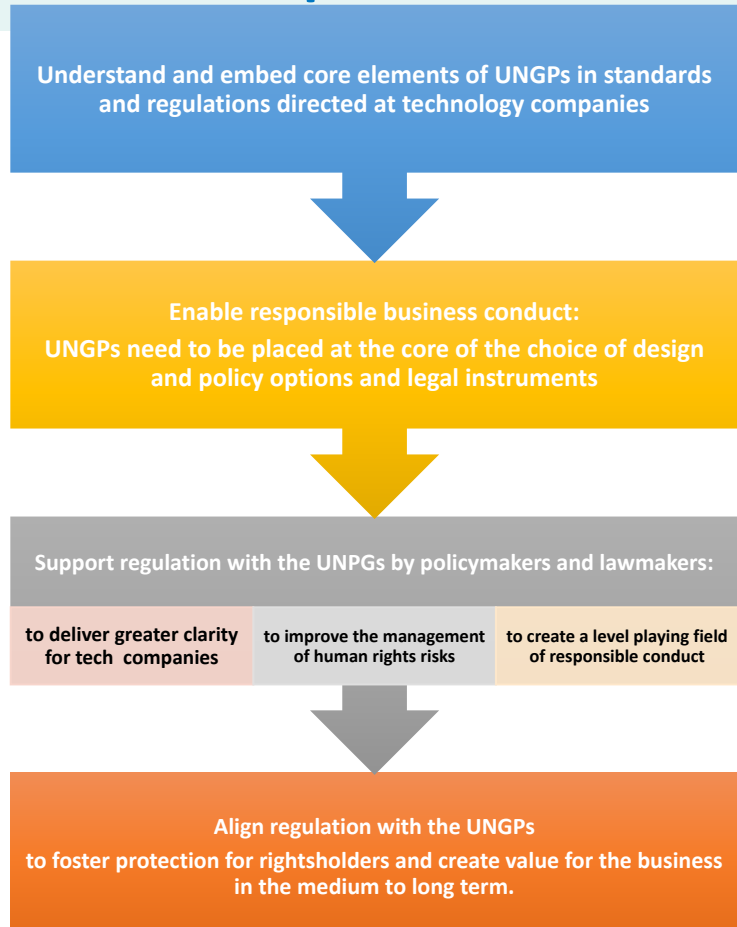 Understand and embed core elements of UNGPs in standards
and regulations directed at technology companies
Enable responsible business conduct:
UNGPs need to be placed at the core of the choice of design
and policy options and legal instruments
Support regulation with the UNPGs by policymakers and lawmakers:
to deliver greater clarity
for tech companies
to improve the management
of human rights risks
to create a level playing field
of responsible conduct
Align regulation with the UNGPs
to foster protection for rightsholders and create value for the business
in the medium to long term.